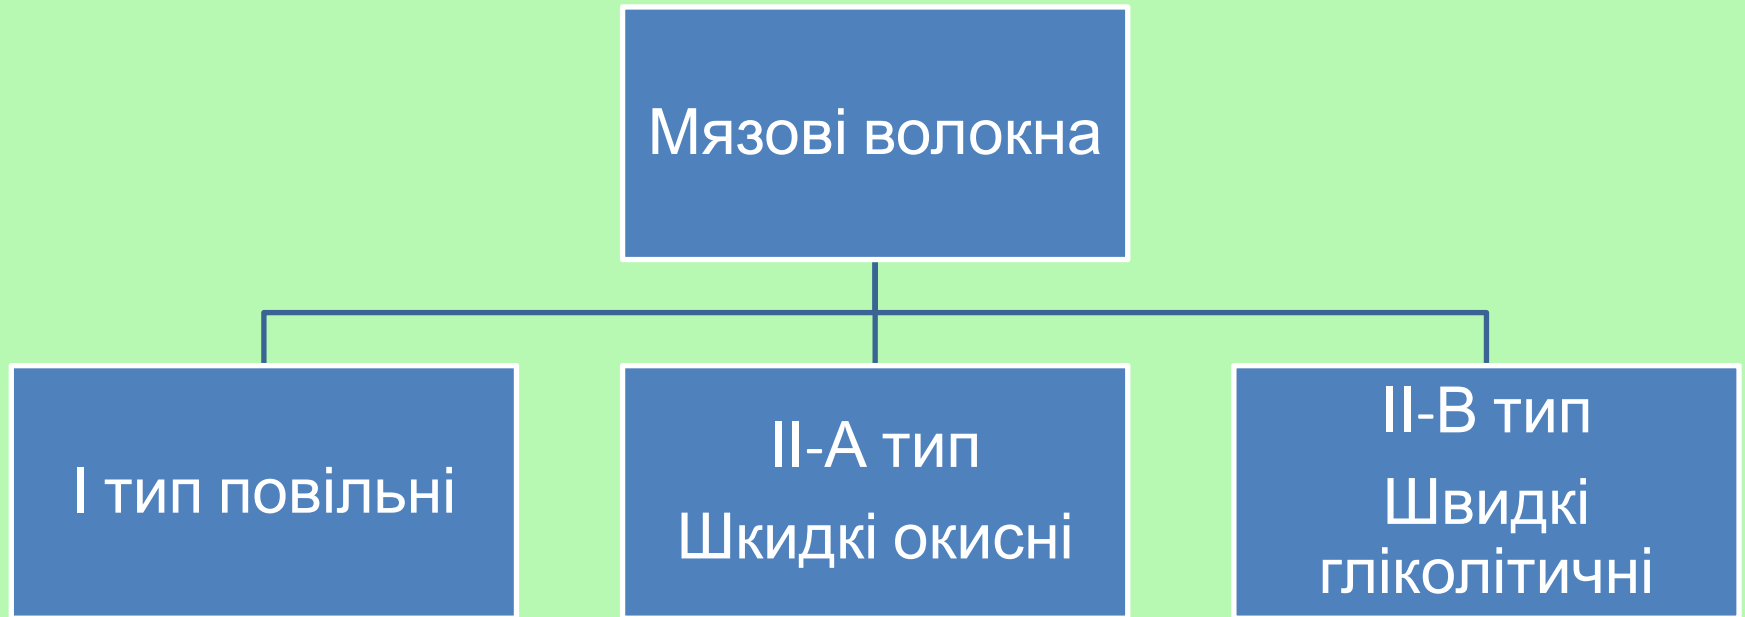 Мязові волокна
І тип повільні
ІІ-А тип
Шкидкі окисні
ІІ-В тип
Швидкі
гліколітичні